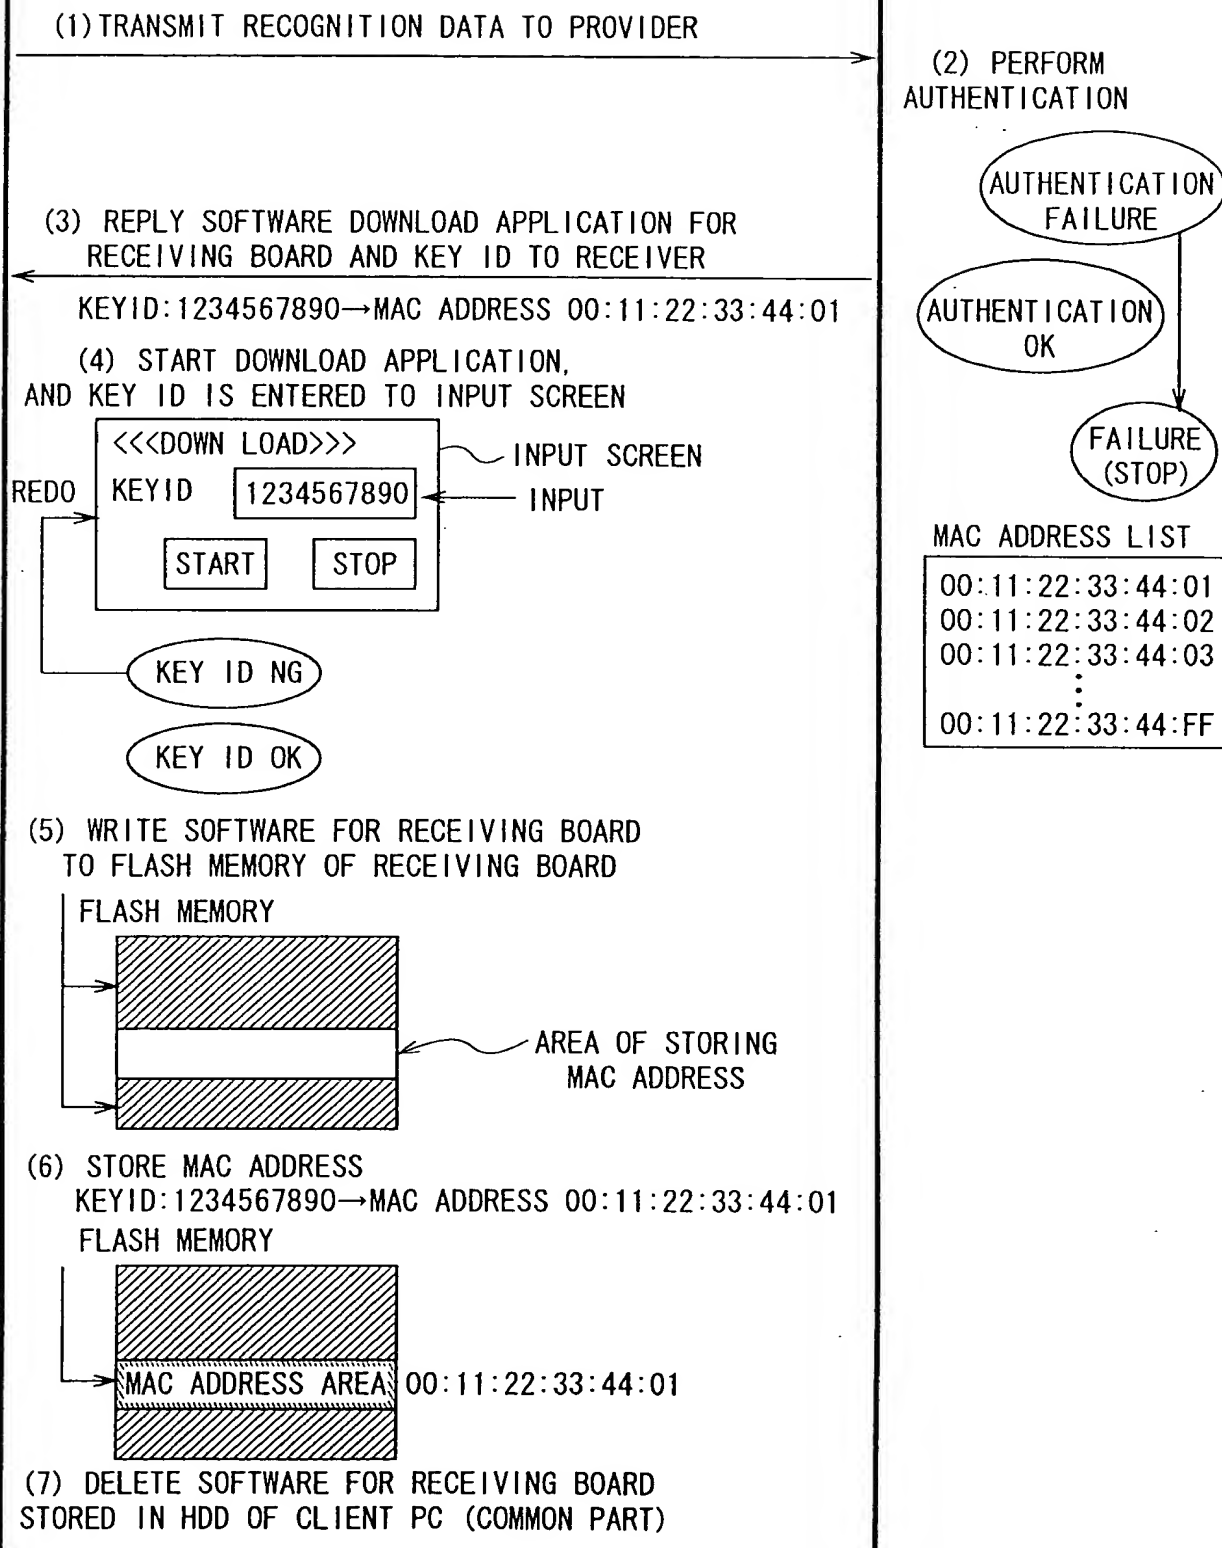 (1) TRANSMIT RECOGNITION DATA TO PROVIDER
(2) PERFORM
AUTHENTICATION
AUTHENTICATION
FAILURE
(3) REPLY SOFTWARE DOWNLOAD APPLICATION FOR
RECEIVING BOARD AND KEY ID TO RECEIVER
KEYID:1234567890→MAC ADDRESS 00:11:22:33:44:01
AUTHENTICATION
OK
(4) START DOWNLOAD APPLICATION,
AND KEY ID IS ENTERED TO INPUT SCREEN
<<<DOWN LOAD>>>
INPUT SCREEN
REDO
KEYID
1234567890
INPUT
START
STOP
FAILURE
(STOP)
MAC ADDRESS LIST
00:11:22:33:44:01
00:11:22:33:44:02
00:11:22:33:44:03
⋮
00:11:22:33:44:FF
KEY ID NG
KEY ID OK
(5) WRITE SOFTWARE FOR RECEIVING BOARD
TO FLASH MEMORY OF RECEIVING BOARD
FLASH MEMORY
AREA OF STORING
MAC ADDRESS
(6) STORE MAC ADDRESS
KEYID:1234567890→MAC ADDRESS 00:11:22:33:44:01
FLASH MEMORY
MAC ADDRESS AREA
00:11:22:33:44:01
(7) DELETE SOFTWARE FOR RECEIVING BOARD
STORED IN HDD OF CLIENT PC (COMMON PART)